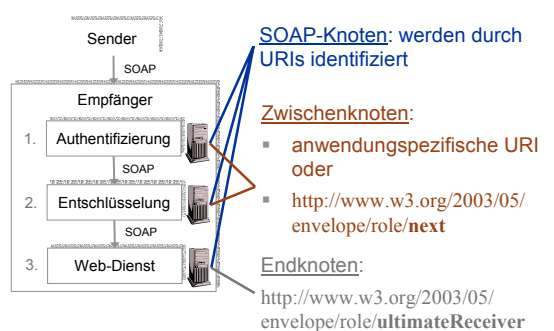 Sender
SOAP
Empfänger
1. Authentifizierung
SOAP
2. Entschlüsselung
SOAP
3. Web-Dienst
SOAP-Knoten: werden durch
URIs identifiziert
Zwischenknoten:
▪ anwendungspezifische URI
oder
▪ http://www.w3.org/2003/05/
envelope/role/next
Endknoten:
http://www.w3.org/2003/05/
envelope/role/ultimateReceiver